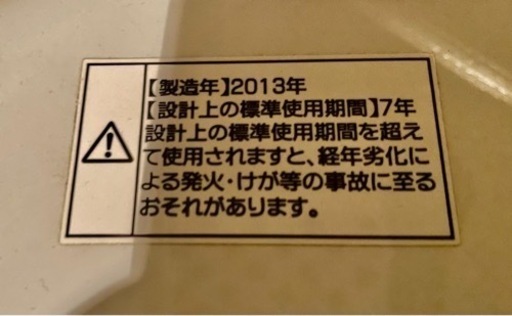 【製造年】2013年
【設計上の標準使用期間】7年
設計上の標準使用期間を超え
て使用されますと、経年劣化に
よる発火・けが等の事故に至る
おそれがあります。